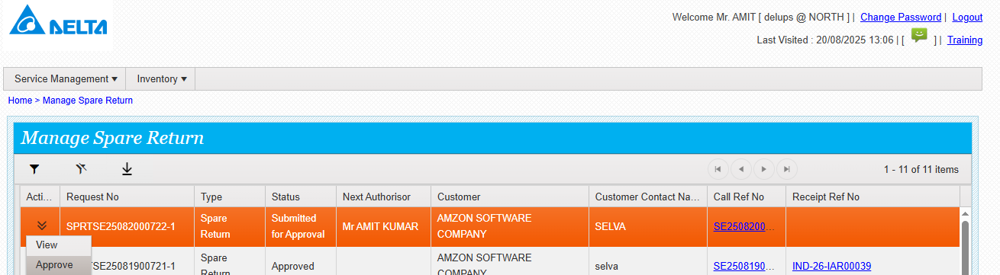 DELTA
Welcome Mr. AMIT [ delups @ NORTH ] | Change Password | Logout
Last Visited : 20/08/2025 13:06 | [ ] | Training
Service Management Inventory
Home > Manage Spare Return
Manage Spare Return
1 - 11 of 11 items
Acti... Request No Type Status Next Authorisor Customer Customer Contact Na... Call Ref No Receipt Ref No
SPRTSE25082000722-1 Spare Return Submitted for Approval Mr AMIT KUMAR AMZON SOFTWARE COMPANY SELVA SE2508200...
View
Approve
SE25081900721-1 Spare Return Approved AMZON SOFTWARE COMPANY selva SE2508190... IND-26-IAR00039